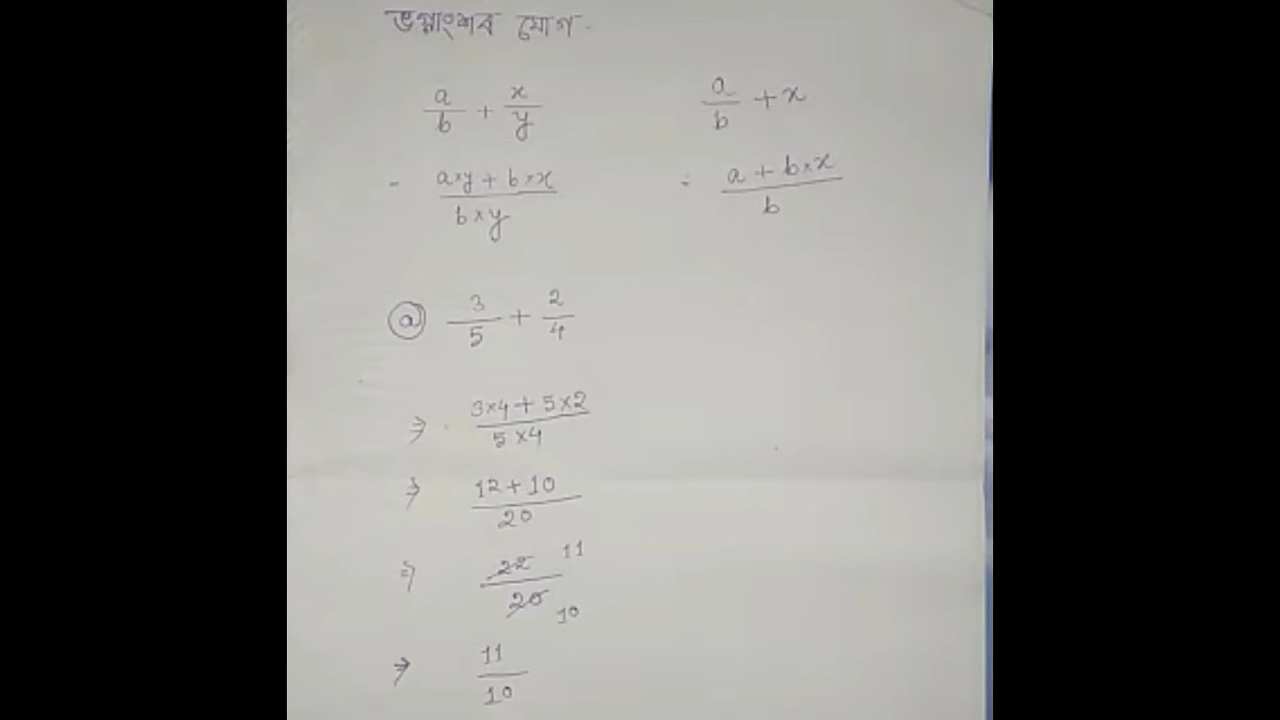 ভগ্নাংশৰ যোগ.
a/b + x/y
= (a×y + b×x)/(b×y)
a/b + x
= (a + b×x)/b
ⓐ 3/5 + 2/4
⇒ (3×4 + 5×2)/(5×4)
⇒ (12 + 10)/20
⇒ 22/20 11 10
⇒ 11/10